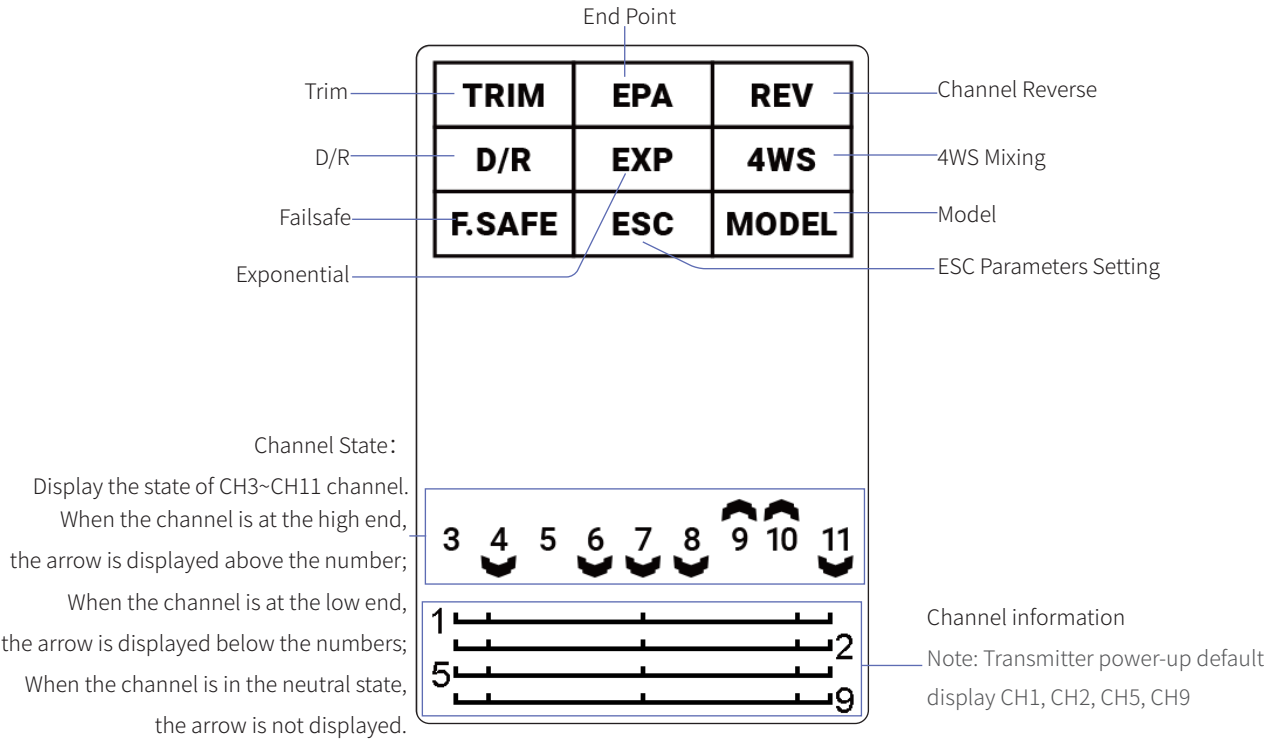 End Point
Trim
TRIM EPA REV
Channel Reverse
D/R
D/R EXP 4WS
4WS Mixing
Failsafe
F.SAFE ESC MODEL
Model
Exponential
ESC Parameters Setting
Channel State：
Display the state of CH3~CH11 channel.
When the channel is at the high end,
the arrow is displayed above the number;
When the channel is at the low end,
the arrow is displayed below the numbers;
When the channel is in the neutral state,
the arrow is not displayed.
3 4 5 6 7 8 9 10 11
1
2
5
9
Channel information
Note: Transmitter power-up default
display CH1, CH2, CH5, CH9